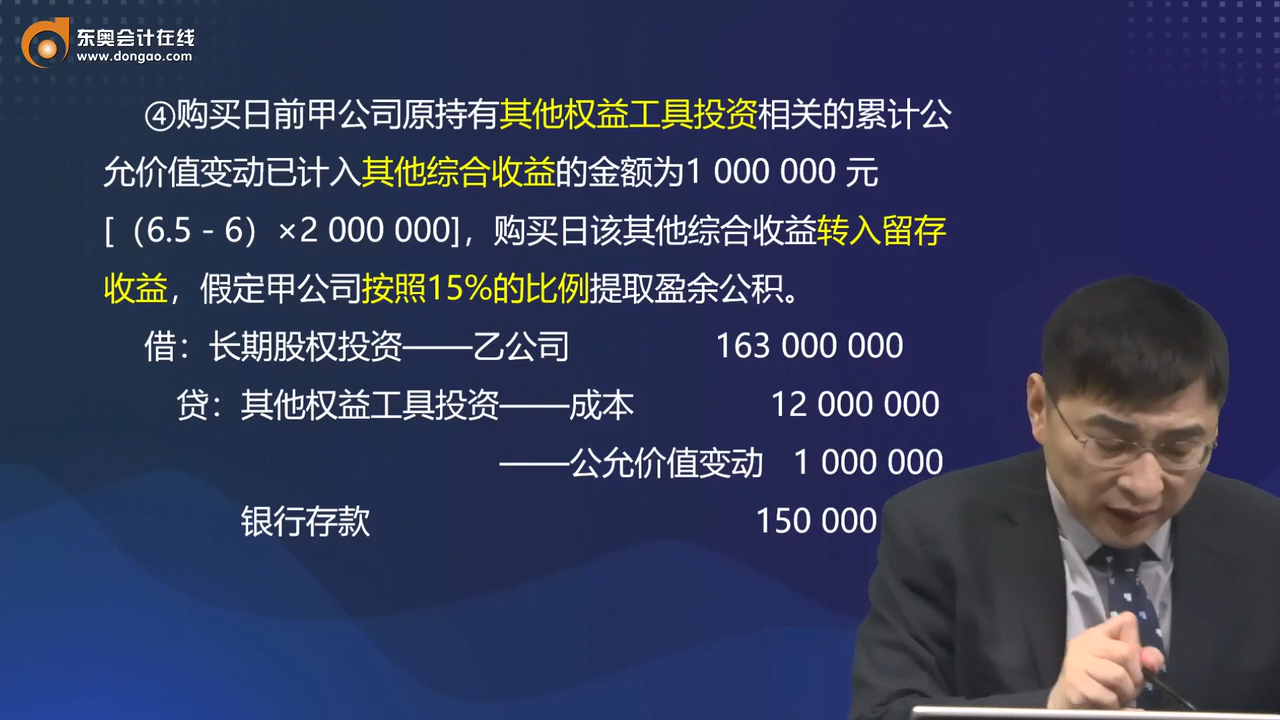 东奥会计在线
www.dongao.com
④购买日前甲公司原持有其他权益工具投资相关的累计公
允价值变动已计入其他综合收益的金额为1 000 000 元
[（6.5 - 6）×2 000 000]，购买日该其他综合收益转入留存
收益，假定甲公司按照15%的比例提取盈余公积。
借：长期股权投资——乙公司 163 000 000
贷：其他权益工具投资——成本 12 000 000
——公允价值变动 1 000 000
银行存款 150 000